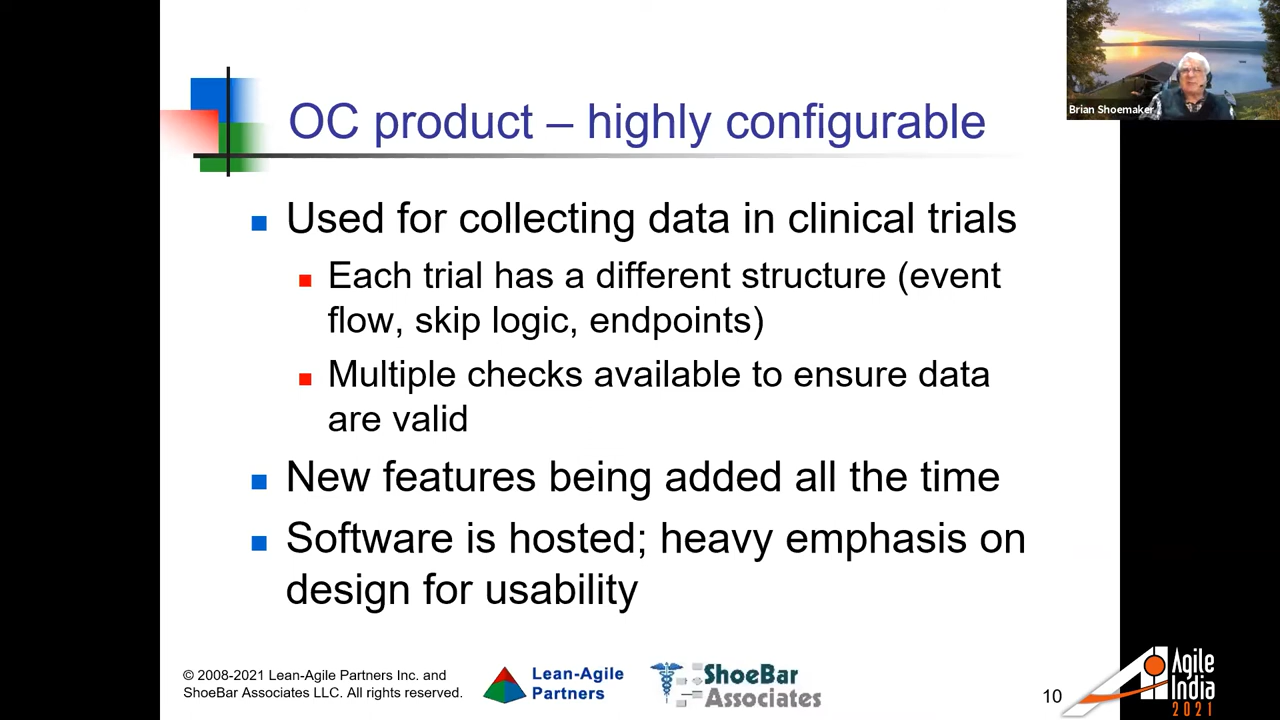 OC product – highly configurable
Brian Shoemaker
Used for collecting data in clinical trials
Each trial has a different structure (event
flow, skip logic, endpoints)
Multiple checks available to ensure data
are valid
New features being added all the time
Software is hosted; heavy emphasis on
design for usability
© 2008-2021 Lean-Agile Partners Inc. and
ShoeBar Associates LLC. All rights reserved.
Lean-Agile
Partners
ShoeBar
Associates
10
Agile
India
2021